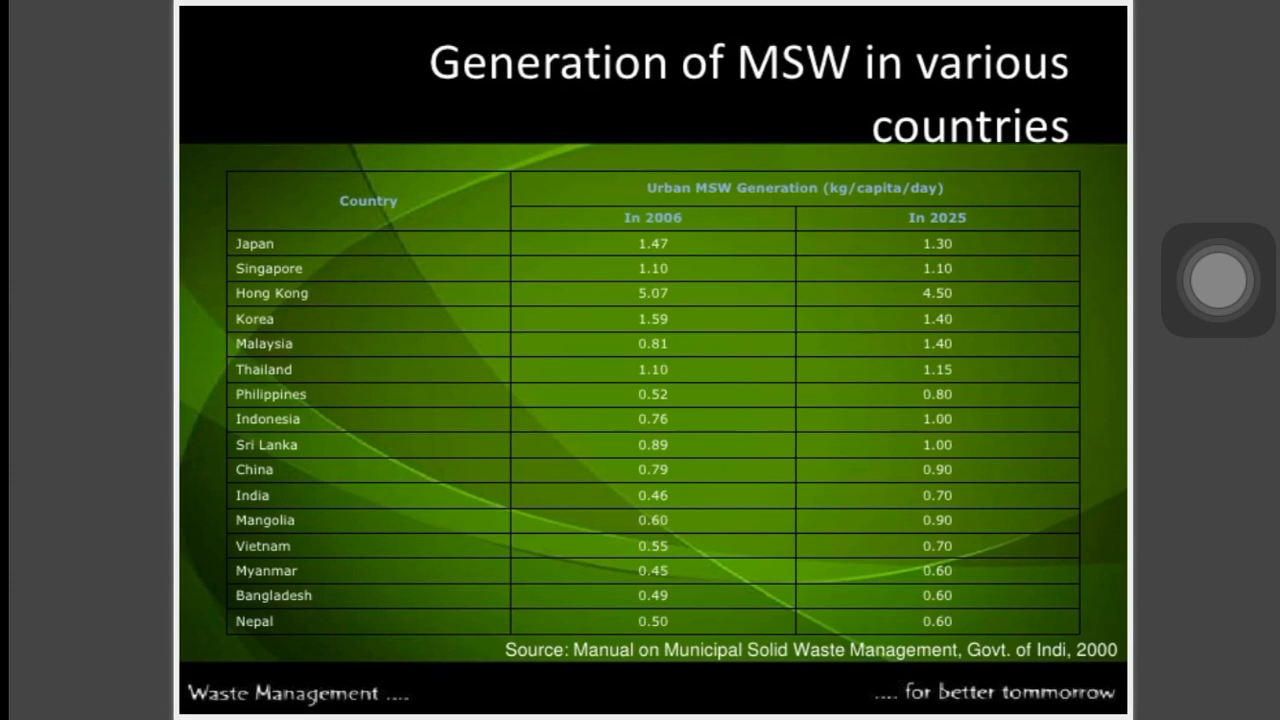 Generation of MSW in various
countries
Country
Urban MSW Generation (kg/capita/day)
In 2006 In 2025
Japan 1.47 1.30
Singapore 1.10 1.10
Hong Kong 5.07 4.50
Korea 1.59 1.40
Malaysia 0.81 1.40
Thailand 1.10 1.15
Philippines 0.52 0.80
Indonesia 0.76 1.00
Sri Lanka 0.89 1.00
China 0.79 0.90
India 0.46 0.70
Mangolia 0.60 0.90
Vietnam 0.55 0.70
Myanmar 0.45 0.60
Bangladesh 0.49 0.60
Nepal 0.50 0.60
Source: Manual on Municipal Solid Waste Management, Govt. of Indi, 2000
Waste Management .... .... for better tommorrow